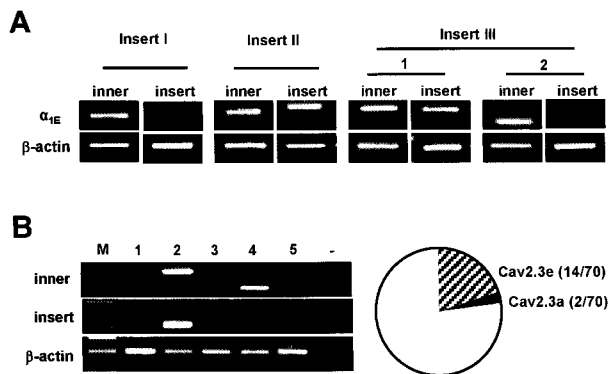 A
Insert I Insert II Insert III
1 2
inner insert inner insert inner insert inner insert
α1E
β-actin
B
M 1 2 3 4 5 -
inner
insert
β-actin
Cav2.3e (14/70)
Cav2.3a (2/70)